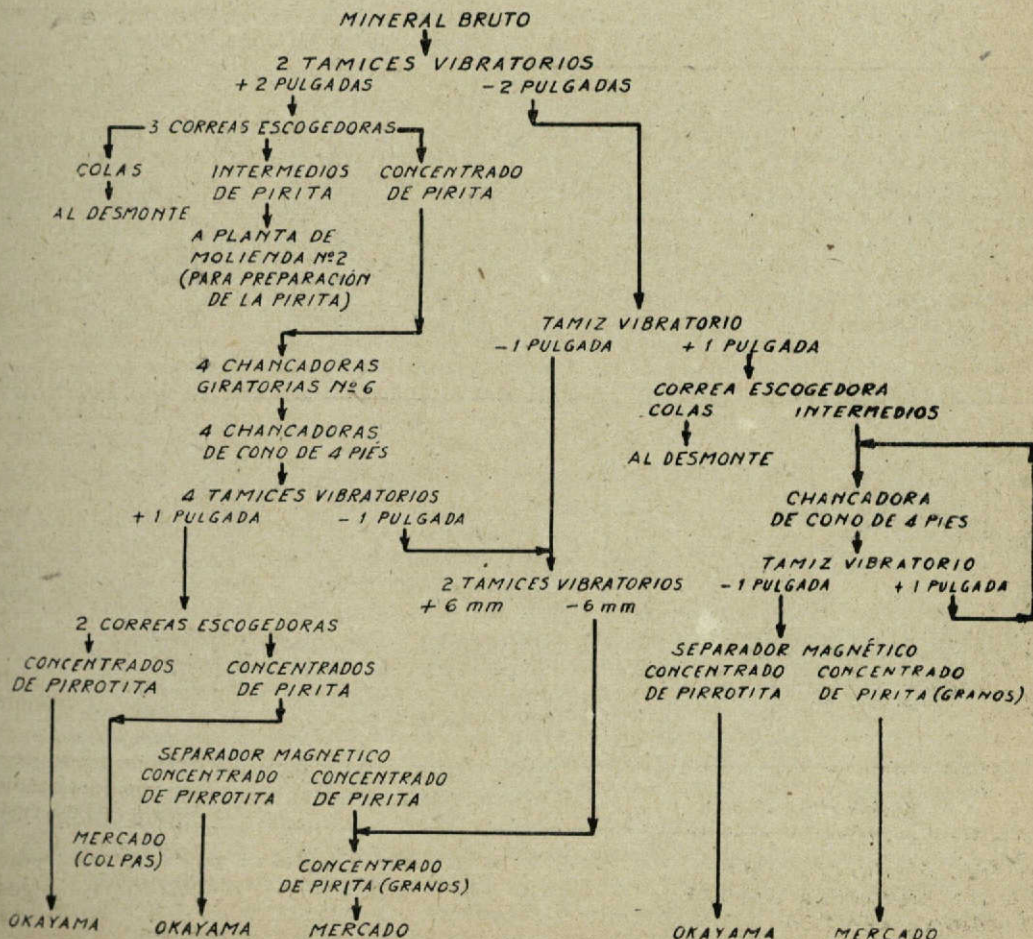 MINERAL BRUTO
2 TAMICES VIBRATORIOS
+ 2 PULGADAS
- 2 PULGADAS
3 CORREAS ESCOGEDORAS
COLAS
AL DESMONTE
INTERMEDIOS
DE PIRITA
A PLANTA DE
MOLIENDA Nº2
(PARA PREPARACIÓN
DE LA PIRITA)
CONCENTRADO
DE PIRITA
4 CHANCADORAS
GIRATORIAS Nº 6
4 CHANCADORAS
DE CONO DE 4 PIÉS
4 TAMICES VIBRATORIOS
+ 1 PULGADA
- 1 PULGADA
TAMIZ VIBRATORIO
- 1 PULGADA
+ 1 PULGADA
CORREA ESCOGEDORA
COLAS
INTERMEDIOS
AL DESMONTE
CHANCADORA
DE CONO DE 4 PIES
TAMIZ VIBRATORIO
- 1 PULGADA
+ 1 PULGADA
2 TAMICES VIBRATORIOS
+ 6 mm
- 6 mm
2 CORREAS ESCOGEDORAS
CONCENTRADOS
DE PIRROTITA
CONCENTRADOS
DE PIRITA
SEPARADOR MAGNÉTICO
CONCENTRADO
DE PIRROTITA
CONCENTRADO
DE PIRITA (GRANOS)
SEPARADOR MAGNETICO
CONCENTRADO
DE PIRROTITA
CONCENTRADO
DE PIRITA
MERCADO
(COLPAS)
CONCENTRADO
DE PIRITA (GRANOS)
OKAYAMA
OKAYAMA
MERCADO
OKAYAMA
MERCADO